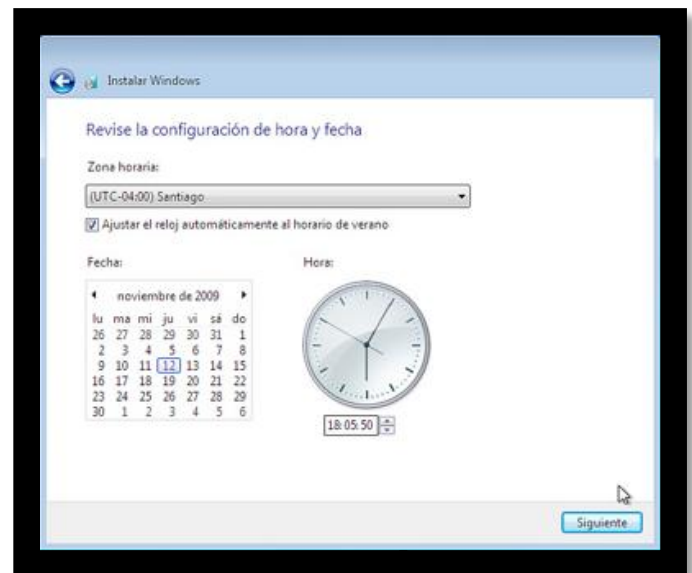 Instalar Windows
Revise la configuración de hora y fecha
Zona horaria:
(UTC-04:00) Santiago
Ajustar el reloj automáticamente al horario de verano
Fecha:
Hora:
noviembre de 2009
lu ma mi ju vi sá do
26 27 28 29 30 31 1
2 3 4 5 6 7 8
9 10 11 12 13 14 15
16 17 18 19 20 21 22
23 24 25 26 27 28 29
30 1 2 3 4 5 6
18:05:50
Siguiente